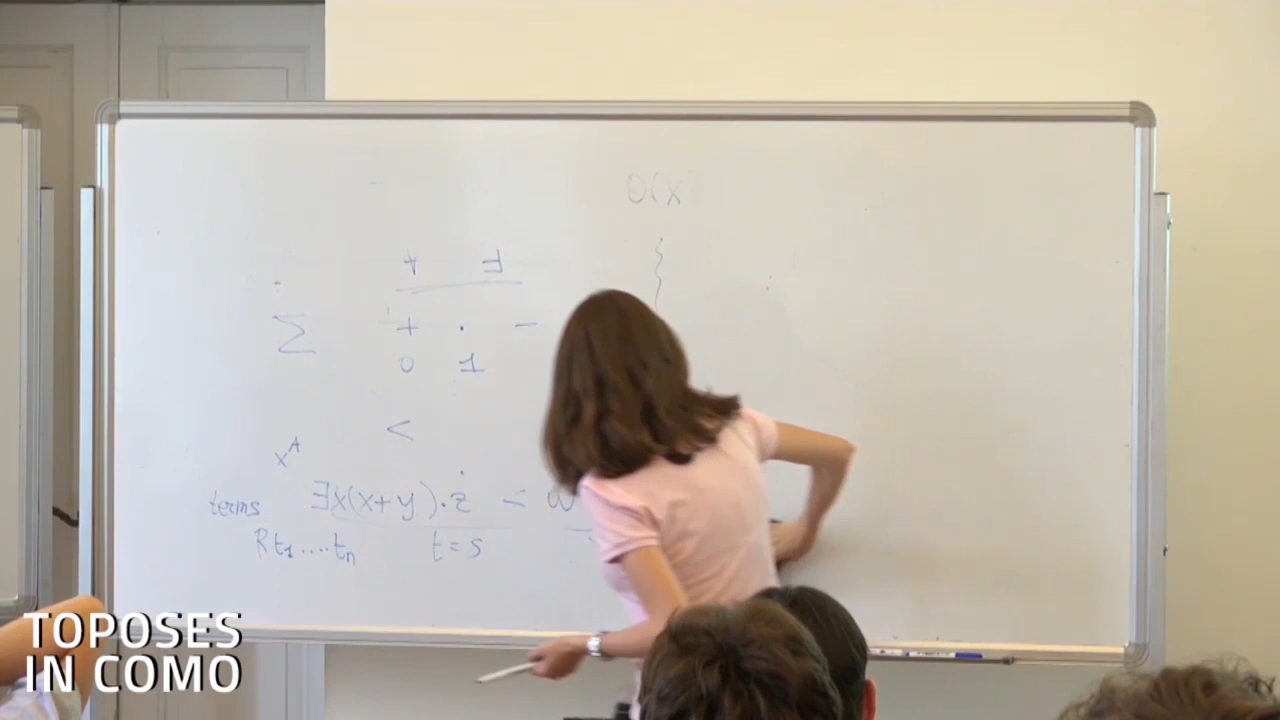 O(X
+ Ⅎ
Σ + · −
0 1
<
x^A
terms ∃x(x+y)·z < ω
R t₁....tₙ t=s
TOPOSES
IN COMO